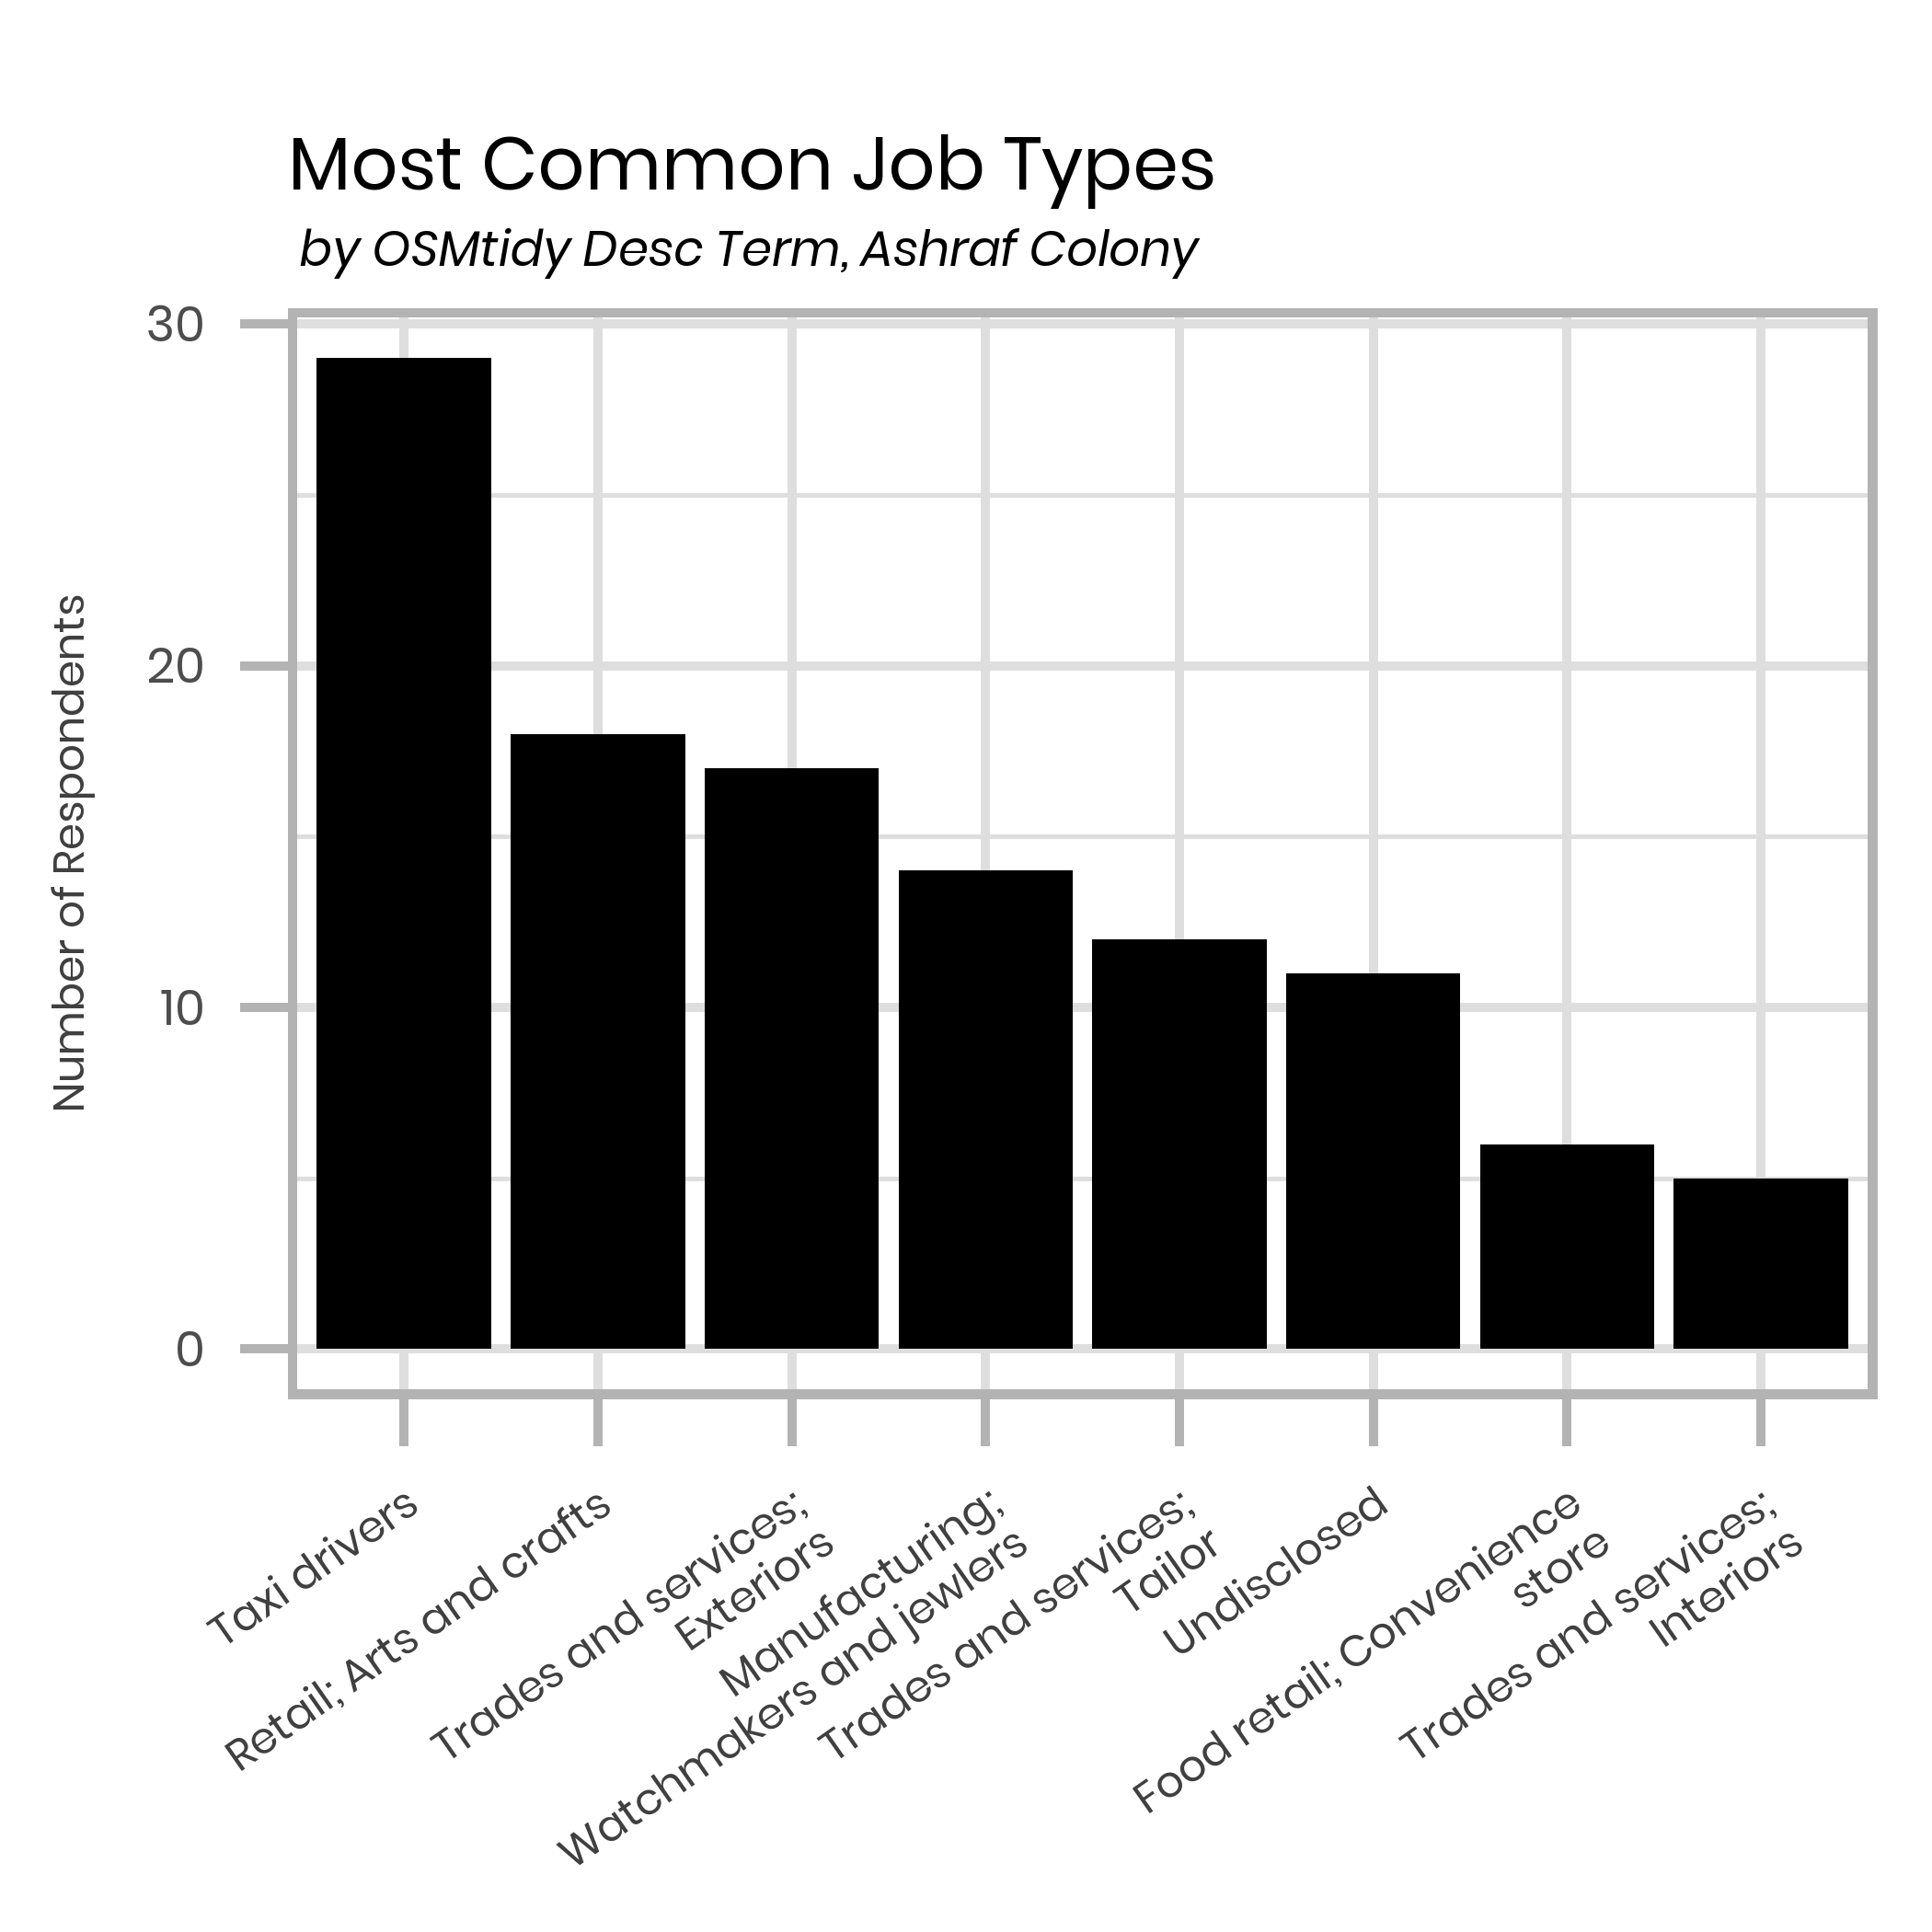 Most Common Job Types
by OSMtidy Desc Term, Ashraf Colony
30
20
10
0
Number of Respondents
Taxi drivers
Retail; Arts and crafts
Trades and services;
Exteriors
Manufacturing;
Watchmakers and jewlers
Trades and services;
Tailor
Undisclosed
Food retail; Convenience
store
Trades and services;
Interiors